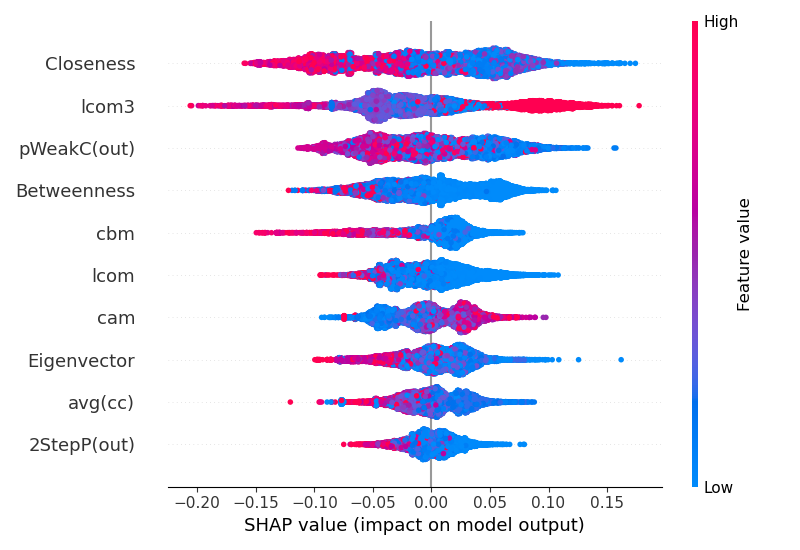 High
Closeness
lcom3
pWeakC(out)
Betweenness
cbm
lcom
cam
Eigenvector
avg(cc)
2StepP(out)
Feature value
Low
−0.20 −0.15 −0.10 −0.05 0.00 0.05 0.10 0.15
SHAP value (impact on model output)